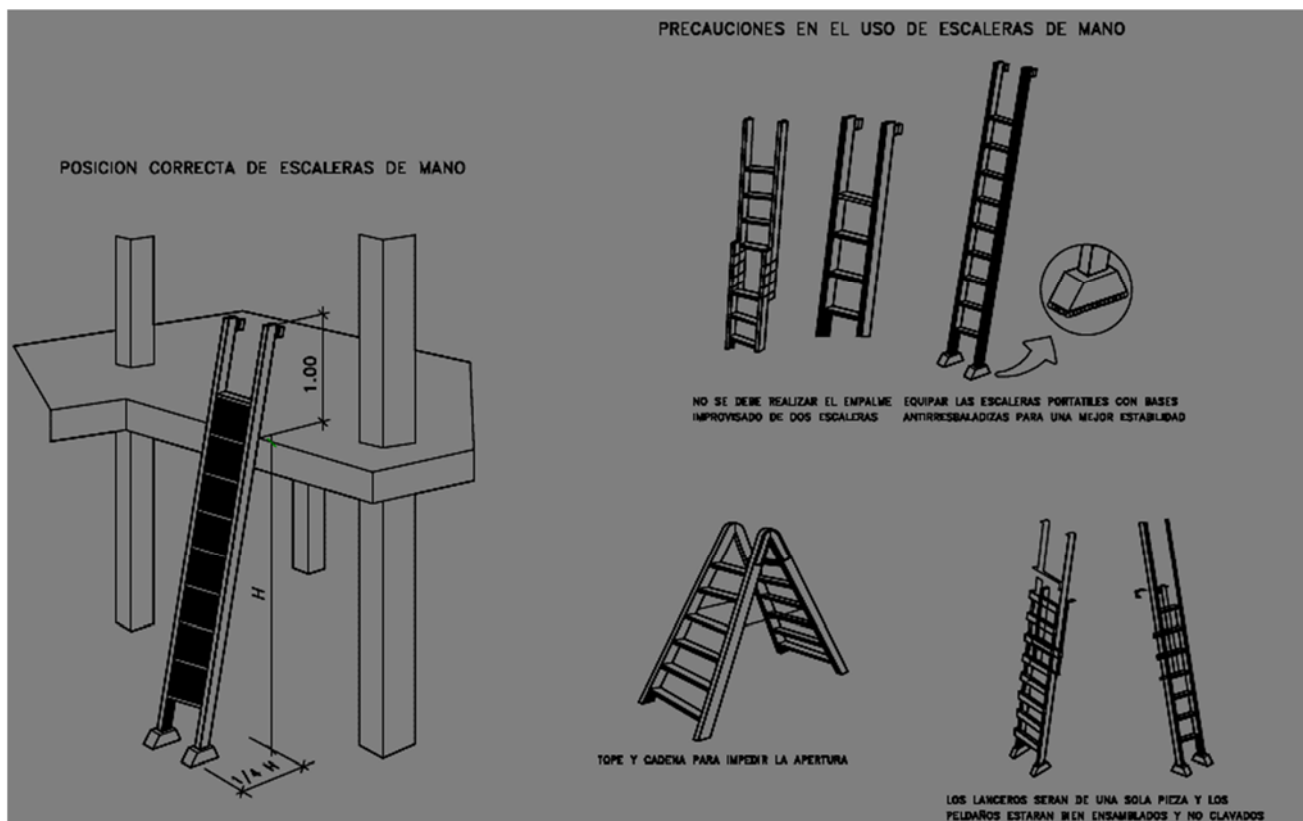 PRECAUCIONES EN EL USO DE ESCALERAS DE MANO
POSICION CORRECTA DE ESCALERAS DE MANO
1.00
H
1/4 H
NO SE DEBE REALIZAR EL EMPALME
IMPROVISADO DE DOS ESCALERAS
EQUIPAR LAS ESCALERAS PORTATILES CON BASES
ANTIRRESBALADIZAS PARA UNA MEJOR ESTABILIDAD
TOPE Y CADENA PARA IMPEDIR LA APERTURA
LOS LANCEROS SERAN DE UNA SOLA PIEZA Y LOS
PELDAÑOS ESTARAN BIEN ENSAMBLADOS Y NO CLAVADOS